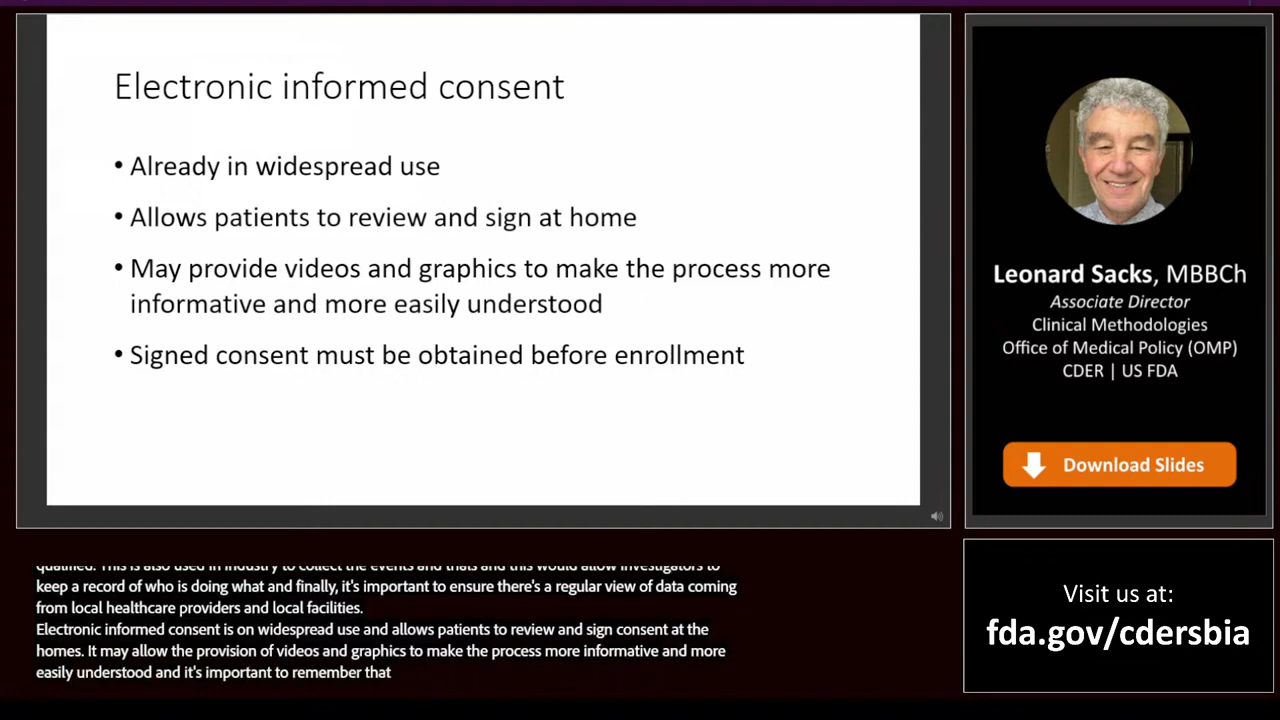 Electronic informed consent
• Already in widespread use
• Allows patients to review and sign at home
• May provide videos and graphics to make the process more
informative and more easily understood
• Signed consent must be obtained before enrollment
Leonard Sacks, MBBCh
Associate Director
Clinical Methodologies
Office of Medical Policy (OMP)
CDER | US FDA
Download Slides
qualified. This is also used in industry to collect the events and thats and this would allow investigators to
keep a record of who is doing what and finally, it's important to ensure there's a regular view of data coming
from local healthcare providers and local facilities.
Electronic informed consent is on widespread use and allows patients to review and sign consent at the
homes. It may allow the provision of videos and graphics to make the process more informative and more
easily understood and it's important to remember that
Visit us at:
fda.gov/cdersbia